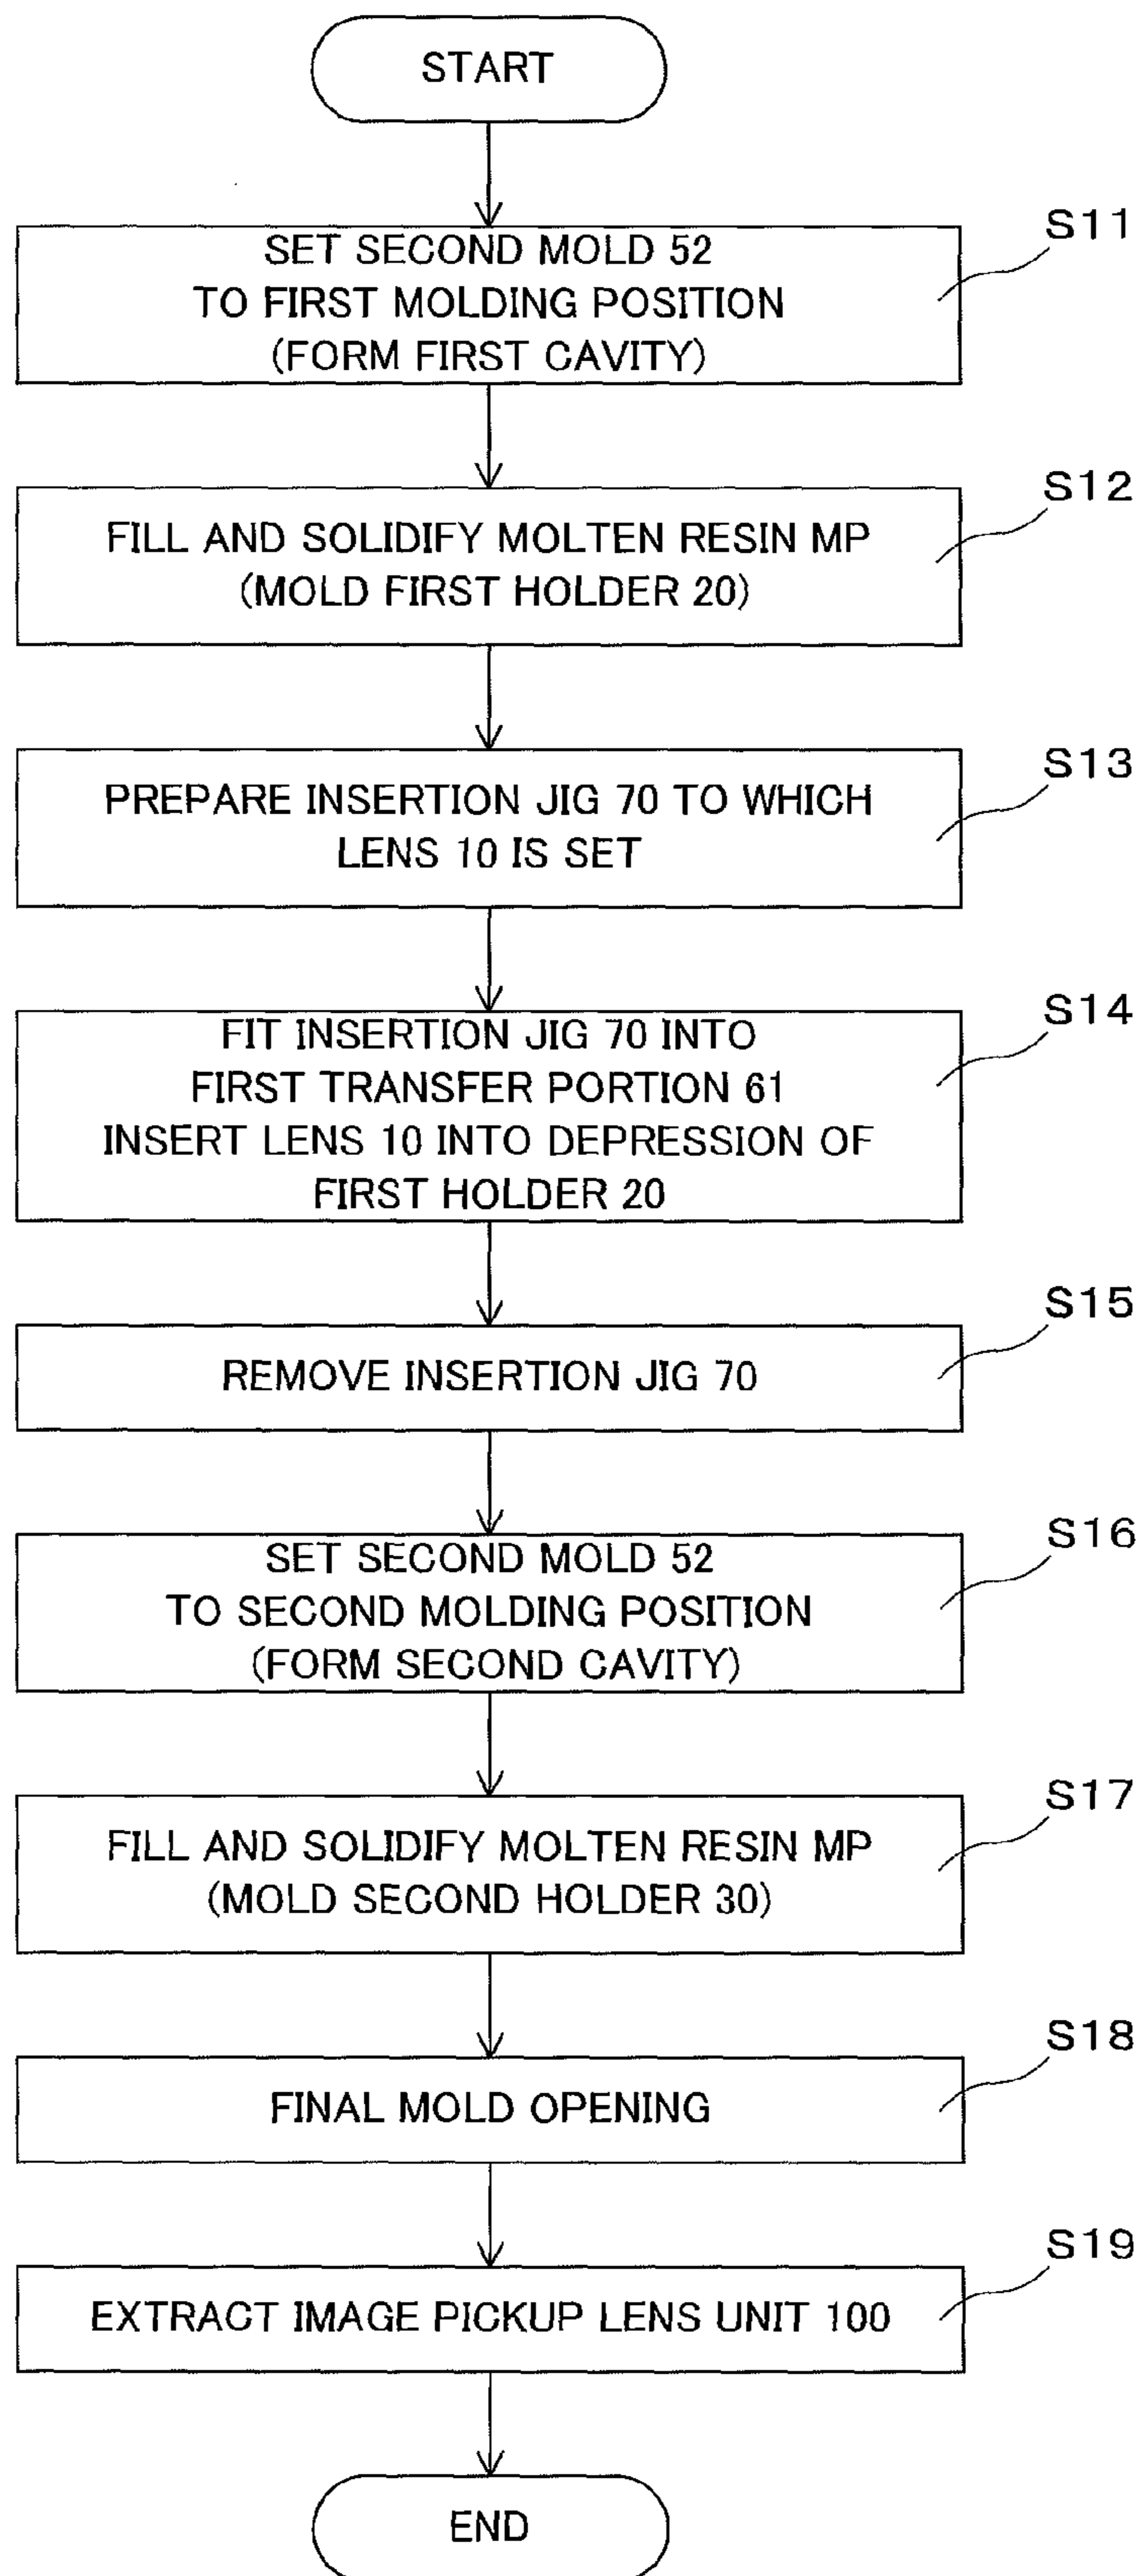 START
S11
SET SECOND MOLD 52
TO FIRST MOLDING POSITION
(FORM FIRST CAVITY)
S12
FILL AND SOLIDIFY MOLTEN RESIN MP
(MOLD FIRST HOLDER 20)
S13
PREPARE INSERTION JIG 70 TO WHICH
LENS 10 IS SET
S14
FIT INSERTION JIG 70 INTO
FIRST TRANSFER PORTION 61
INSERT LENS 10 INTO DEPRESSION OF
FIRST HOLDER 20
S15
REMOVE INSERTION JIG 70
S16
SET SECOND MOLD 52
TO SECOND MOLDING POSITION
(FORM SECOND CAVITY)
S17
FILL AND SOLIDIFY MOLTEN RESIN MP
(MOLD SECOND HOLDER 30)
S18
FINAL MOLD OPENING
S19
EXTRACT IMAGE PICKUP LENS UNIT 100
END